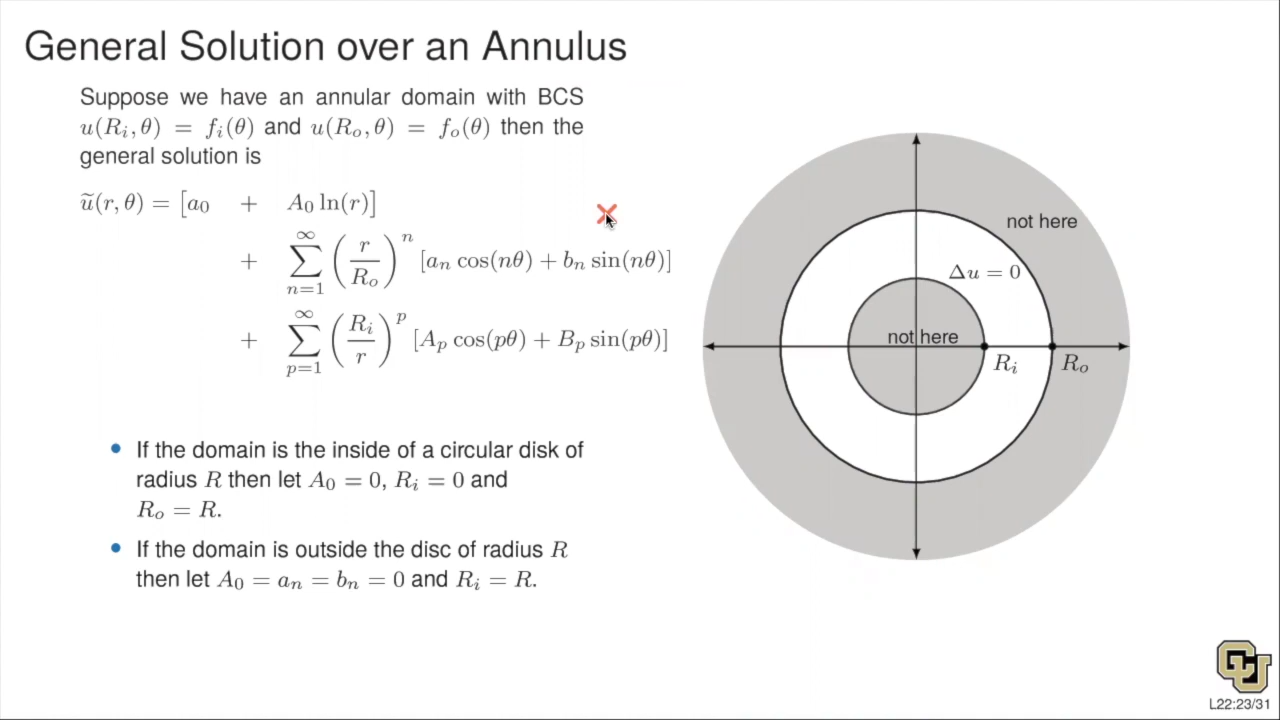 General Solution over an Annulus
Suppose we have an annular domain with BCS
u(R_i, θ) = f_i(θ) and u(R_o, θ) = f_o(θ) then the
general solution is
ũ(r, θ) = [a_0 + A_0 ln(r)]
+ ∑_{n=1}^{∞} (r/R_o)^n [a_n cos(nθ) + b_n sin(nθ)]
+ ∑_{p=1}^{∞} (R_i/r)^p [A_p cos(pθ) + B_p sin(pθ)]
• If the domain is the inside of a circular disk of
radius R then let A_0 = 0, R_i = 0 and
R_o = R.
• If the domain is outside the disc of radius R
then let A_0 = a_n = b_n = 0 and R_i = R.
not here
Δu = 0
not here
R_i
R_o
CU
L22:23/31